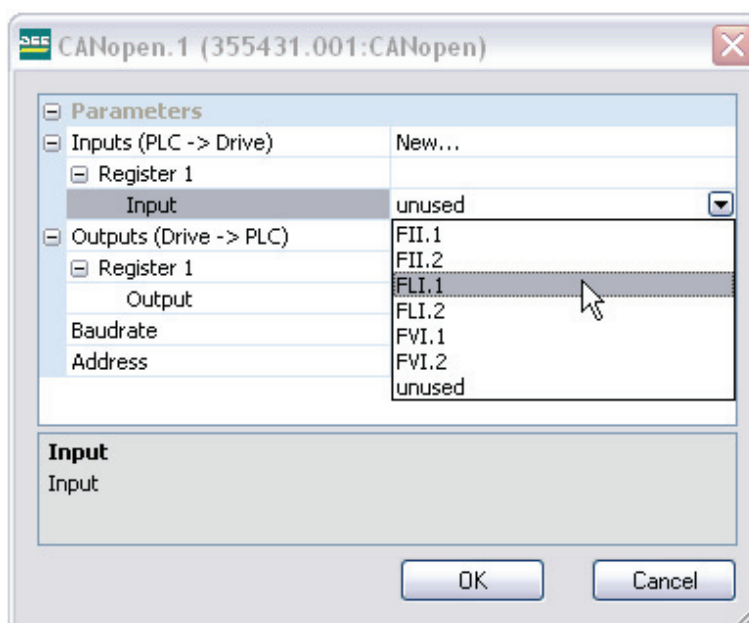 CANopen.1 (355431.001:CANopen)
Parameters
Inputs (PLC -> Drive) New...
Register 1
Input unused
Outputs (Drive -> PLC)
FII.1
Register 1
FII.2
FLI.1
Output
FLI.2
Baudrate
FVI.1
Address
FVI.2
unused
Input
Input
OK Cancel